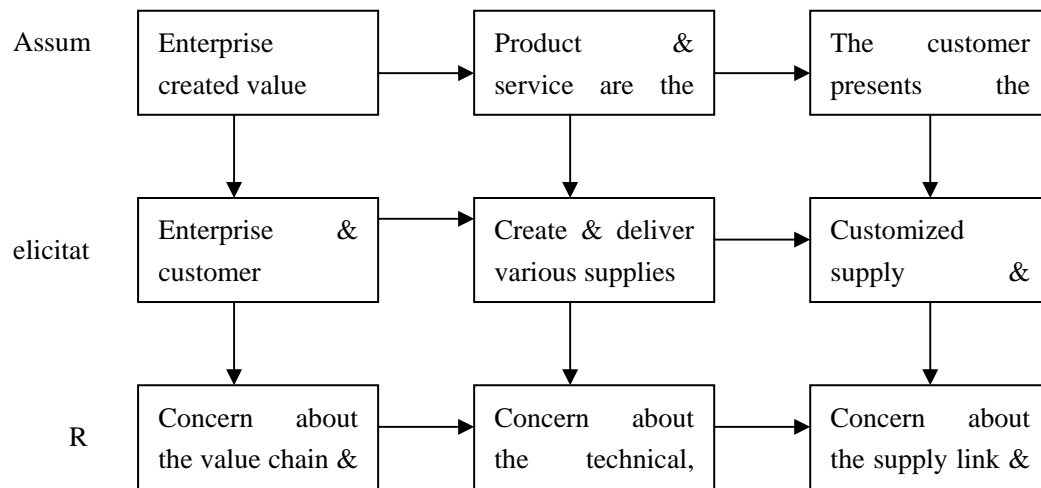 Assum
Enterprise
created value
Product &
service are the
The customer
presents the
elicitat
Enterprise &
customer
Create & deliver
various supplies
Customized
supply &
R
Concern about
the value chain &
Concern about
the technical,
Concern about
the supply link &